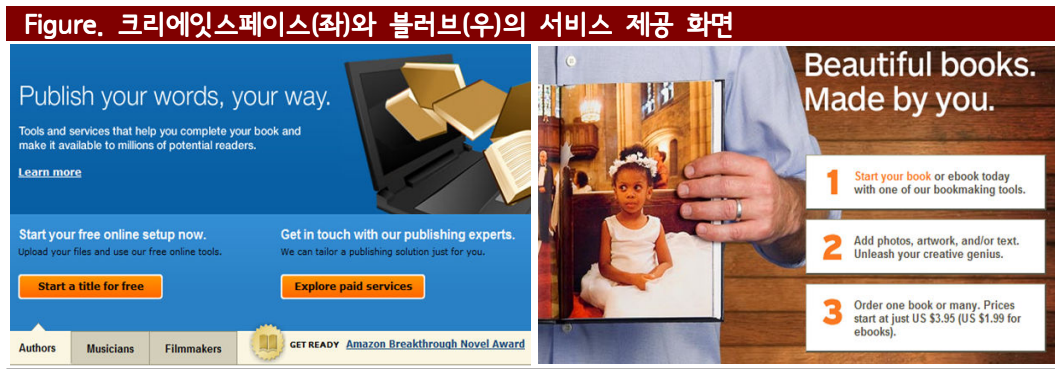 Figure. 크리에잇스페이스(좌)와 블러브(우)의 서비스 제공 화면
Publish your words, your way.
Tools and services that help you complete your book and
make it available to millions of potential readers.
Learn more
Start your free online setup now.
Upload your files and use our free online tools.
Start a title for free
Get in touch with our publishing experts.
We can tailor a publishing solution just for you.
Explore paid services
Authors
Musicians
Filmmakers
GET READY Amazon Breakthrough Novel Award
Beautiful books.
Made by you.
1 Start your book or ebook today
with one of our bookmaking tools.
2 Add photos, artwork, and/or text.
Unleash your creative genius.
3 Order one book or many. Prices
start at just US $3.95 (US $1.99 for
ebooks).